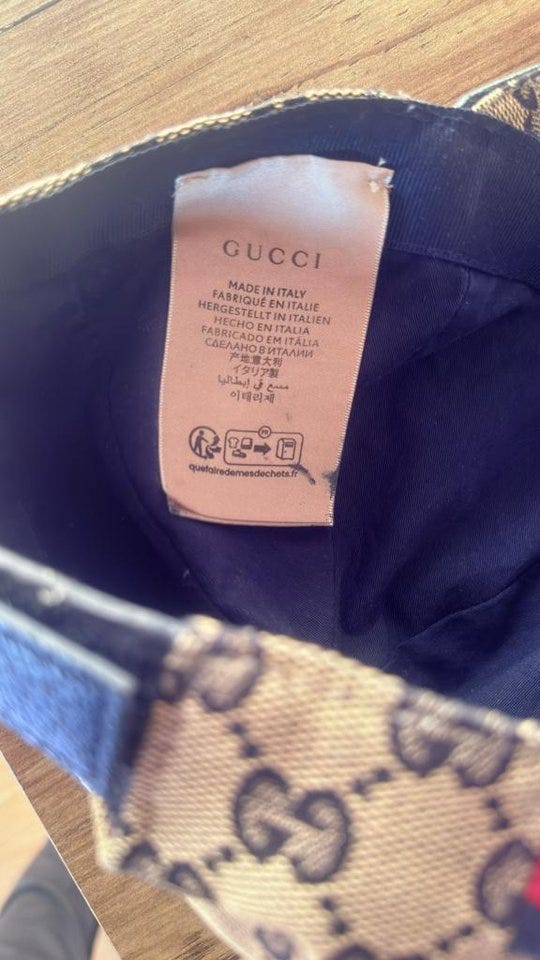 GUCCI
MADE IN ITALY
FABRIQUÉ EN ITALIE
HERGESTELLT IN ITALIEN
HECHO EN ITALIA
FABRICADO EM ITÁLIA
СДЕЛАНО В ИТАЛИИ
产地意大利
イタリア製
صنع في إيطاليا
이태리제
FR
quefairedemesdechets.fr